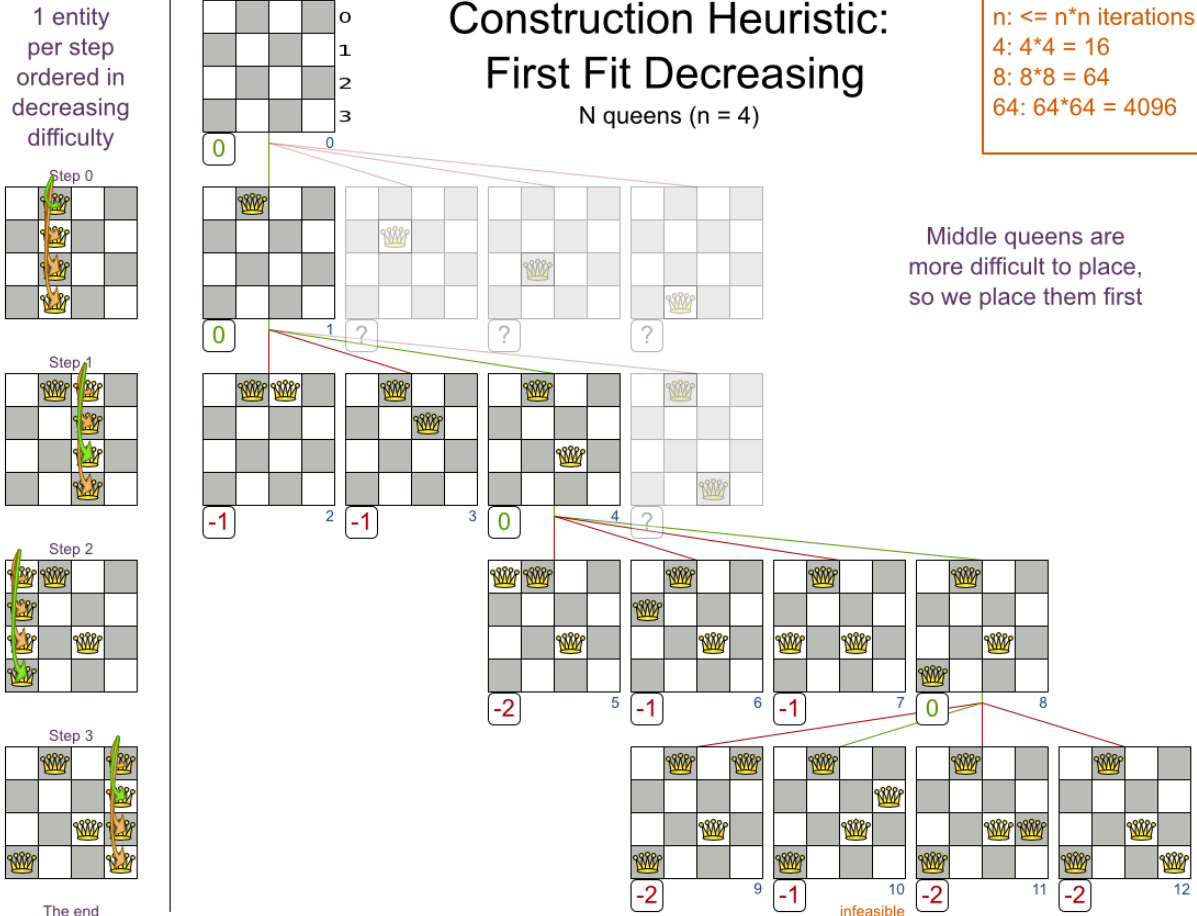 1 entity
per step
ordered in
decreasing
difficulty
Construction Heuristic:
First Fit Decreasing
N queens (n = 4)
n: <= n*n iterations
4: 4*4 = 16
8: 8*8 = 64
64: 64*64 = 4096
0
1
2
3
0
0
Step 0
Middle queens are
more difficult to place,
so we place them first
0
1
?
?
?
Step 1
-1
2
-1
3
0
4
?
Step 2
-2
5
-1
6
-1
7
0
8
Step 3
-2
9
-1
10
-2
11
-2
12
The end
infeasible